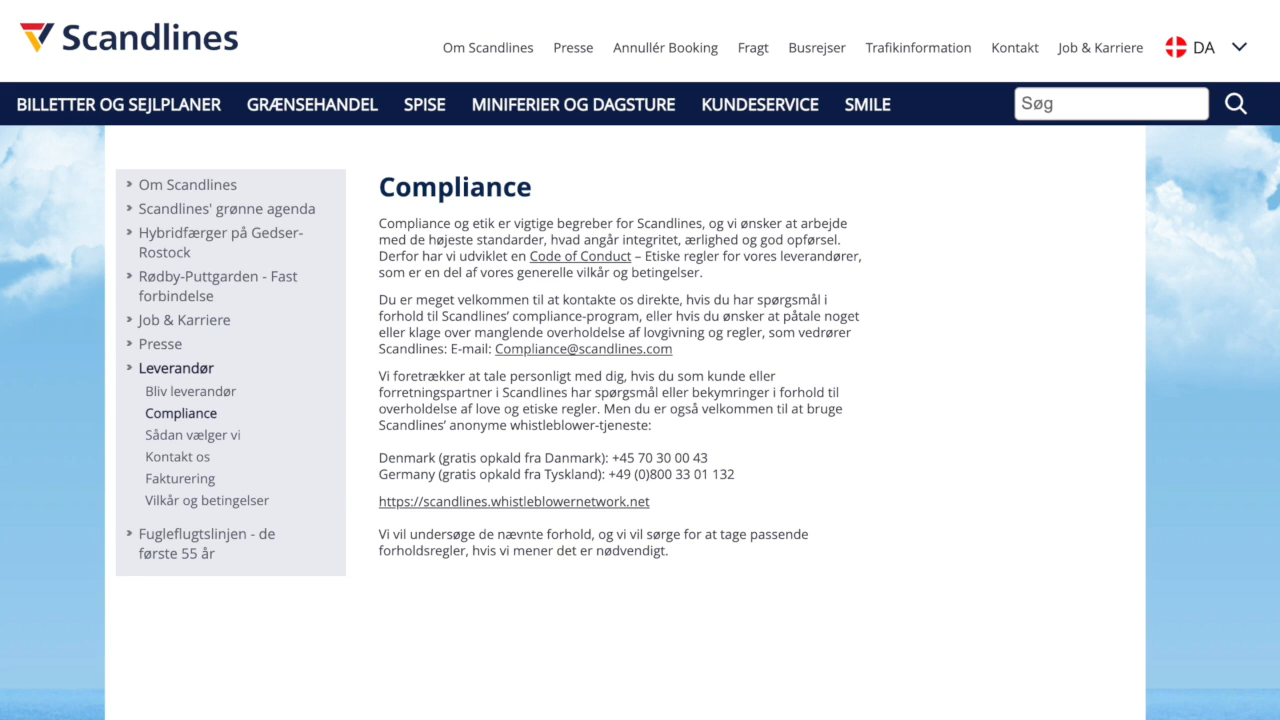 Scandlines
Om Scandlines
Presse
Annullér Booking
Fragt
Busrejser
Trafikinformation
Kontakt
Job & Karriere
DA
BILLETTER OG SEJLPLANER
GRÆNSEHANDEL
SPISE
MINIFERIER OG DAGSTURE
KUNDESERVICE
SMILE
Søg
Om Scandlines
Scandlines' grønne agenda
Hybridfærger på Gedser-
Rostock
Rødby-Puttgarden - Fast
forbindelse
Job & Karriere
Presse
Leverandør
Bliv leverandør
Compliance
Sådan vælger vi
Kontakt os
Fakturering
Vilkår og betingelser
Fugleflugtslinjen - de
første 55 år
Compliance
Compliance og etik er vigtige begreber for Scandlines, og vi ønsker at arbejde
med de højeste standarder, hvad angår integritet, ærlighed og god opførsel.
Derfor har vi udviklet en Code of Conduct – Etiske regler for vores leverandører,
som er en del af vores generelle vilkår og betingelser.
Du er meget velkommen til at kontakte os direkte, hvis du har spørgsmål i
forhold til Scandlines’ compliance-program, eller hvis du ønsker at påtale noget
eller klage over manglende overholdelse af lovgivning og regler, som vedrører
Scandlines: E-mail: Compliance@scandlines.com
Vi foretrækker at tale personligt med dig, hvis du som kunde eller
forretningspartner i Scandlines har spørgsmål eller bekymringer i forhold til
overholdelse af love og etiske regler. Men du er også velkommen til at bruge
Scandlines’ anonyme whistleblower-tjeneste:
Denmark (gratis opkald fra Danmark): +45 70 30 00 43
Germany (gratis opkald fra Tyskland): +49 (0)800 33 01 132
https://scandlines.whistleblowernetwork.net
Vi vil undersøge de nævnte forhold, og vi vil sørge for at tage passende
forholdsregler, hvis vi mener det er nødvendigt.